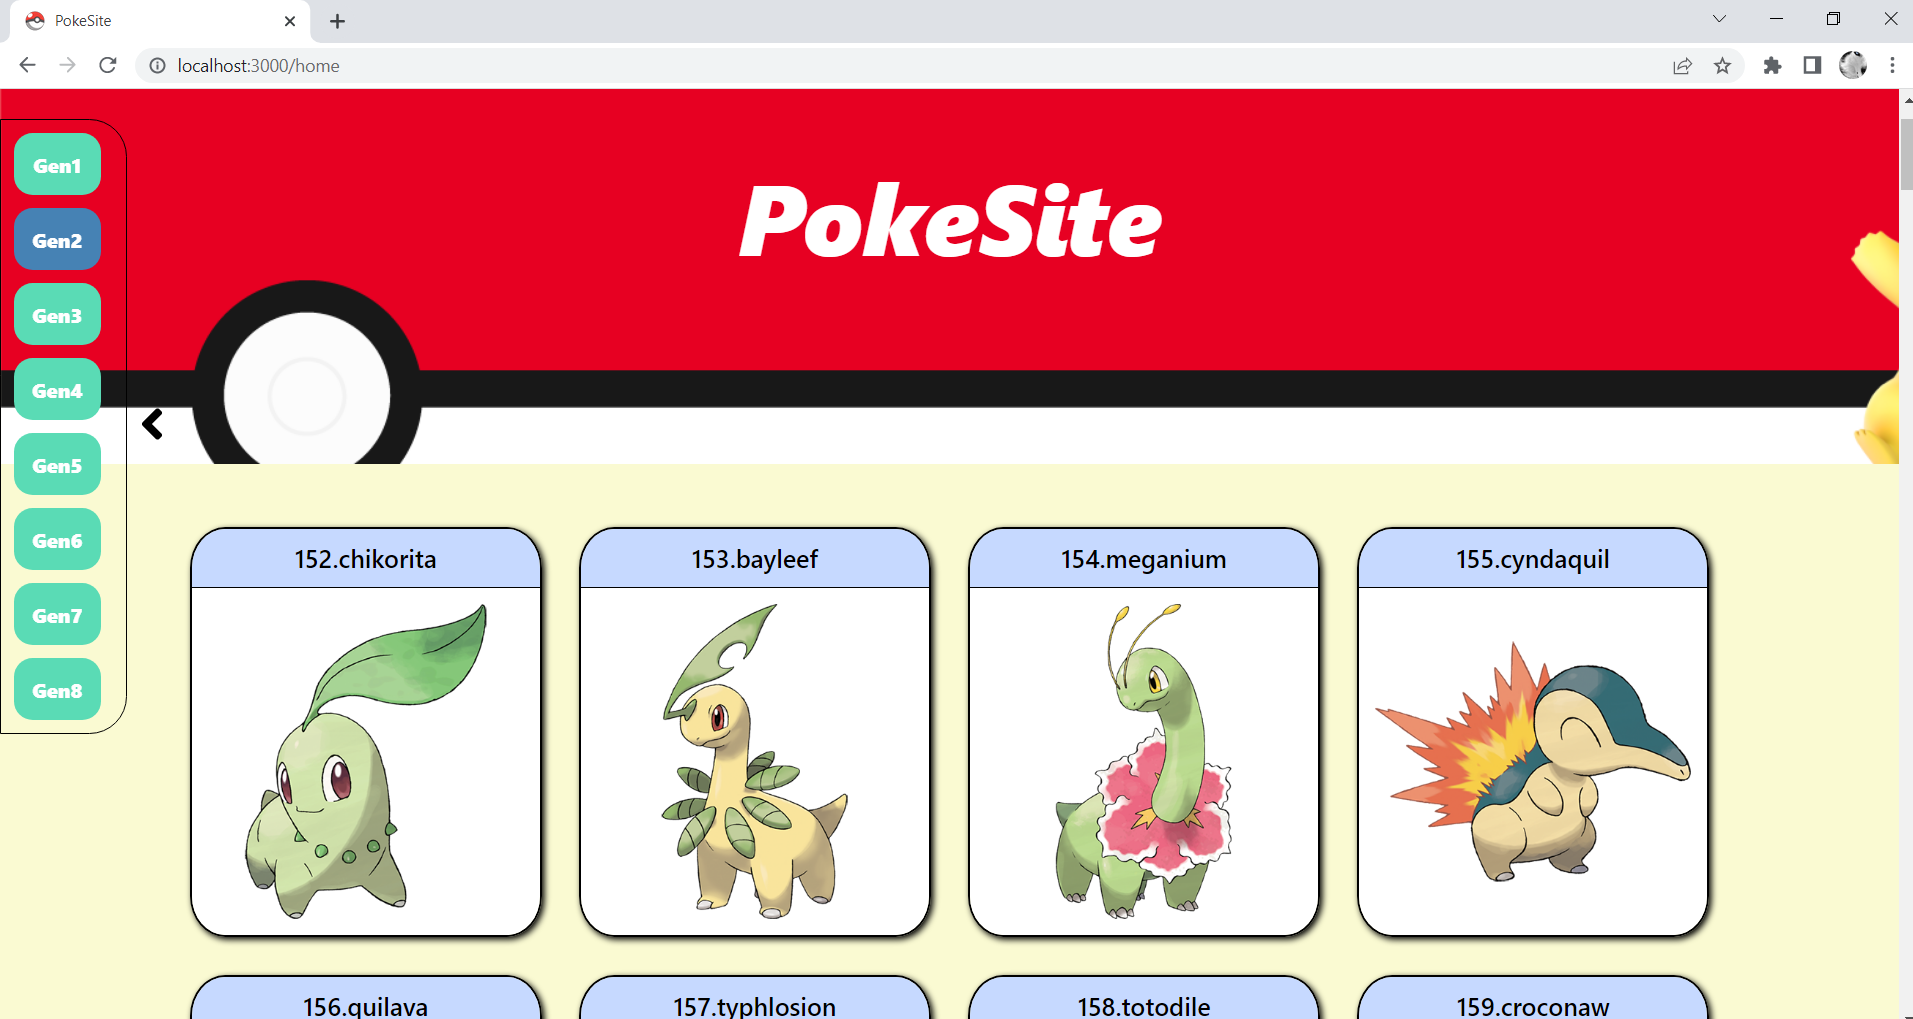 PokeSite
localhost:3000/home
PokeSite
Gen1
Gen2
Gen3
Gen4
Gen5
Gen6
Gen7
Gen8
152.chikorita
153.bayleef
154.meganium
155.cyndaquil
156.quilava
157.typhlosion
158.totodile
159.croconaw